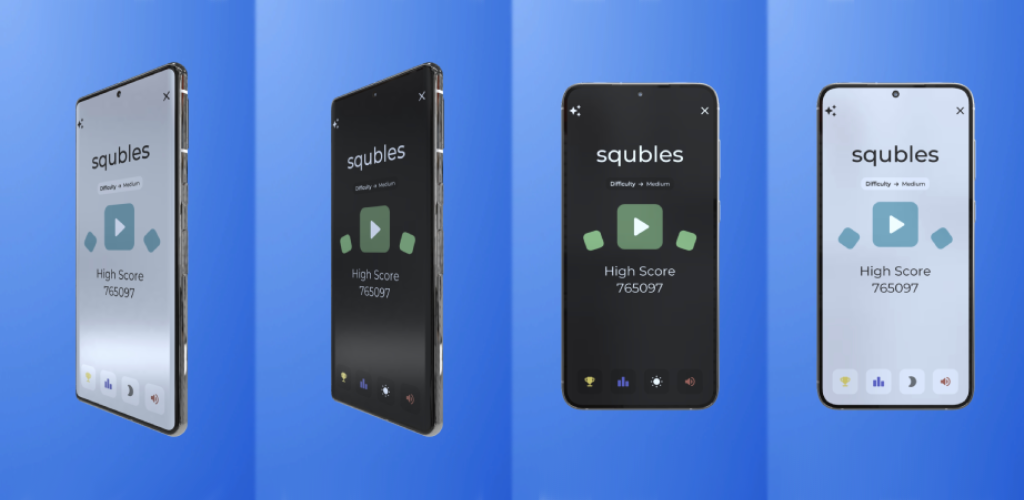 squbles
Difficulty → Medium
High Score
765097
squbles
Difficulty → Medium
High Score
765097
squbles
Difficulty → Medium
High Score
765097
squbles
Difficulty → Medium
High Score
765097